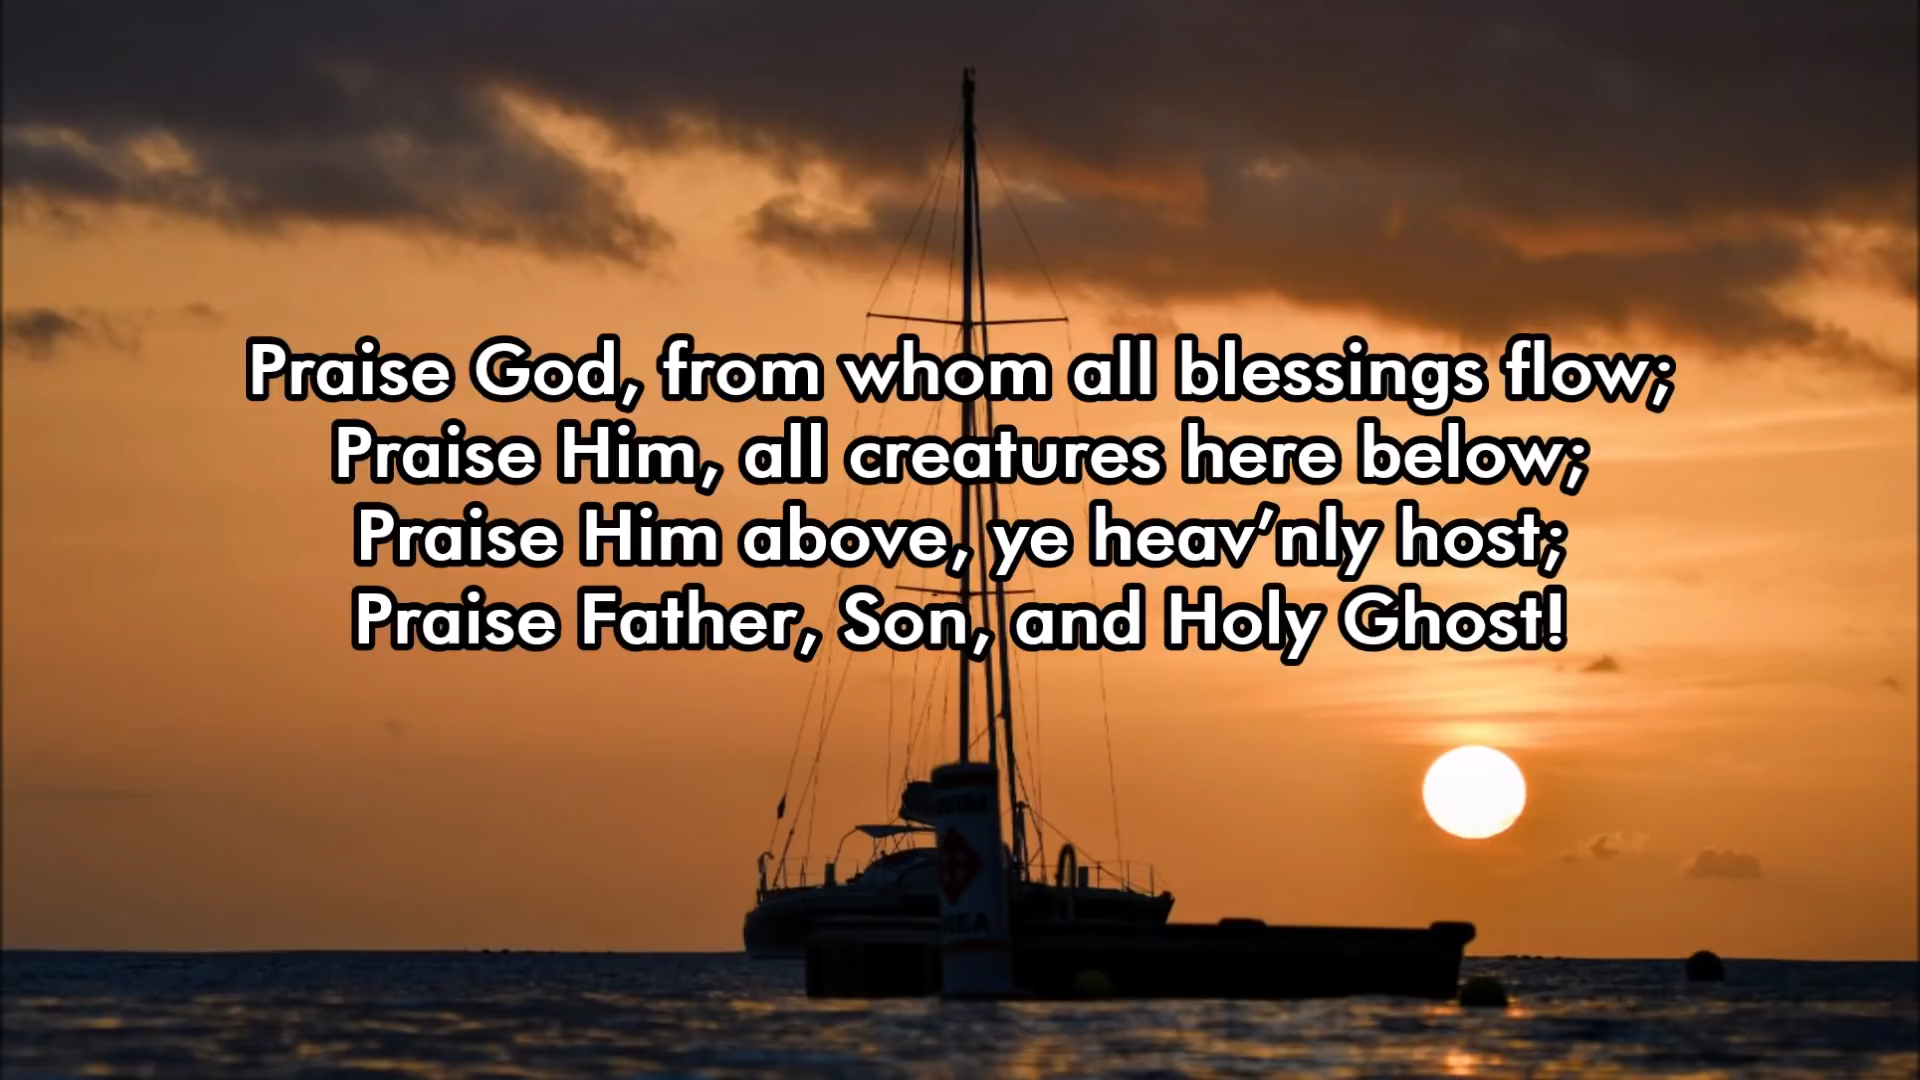 Praise God, from whom all blessings flow;
Praise Him, all creatures here below;
Praise Him above, ye heav’nly host;
Praise Father, Son, and Holy Ghost!